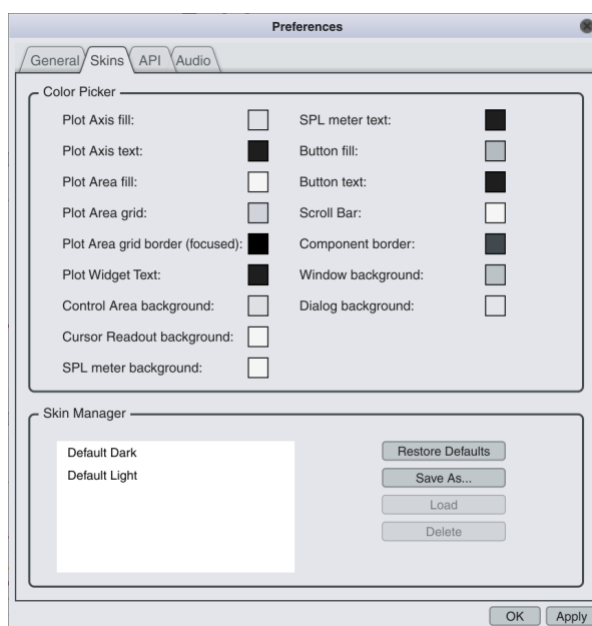 Preferences
General Skins API Audio
Color Picker
Plot Axis fill:
Plot Axis text:
Plot Area fill:
Plot Area grid:
Plot Area grid border (focused):
Plot Widget Text:
Control Area background:
Cursor Readout background:
SPL meter background:
SPL meter text:
Button fill:
Button text:
Scroll Bar:
Component border:
Window background:
Dialog background:
Skin Manager
Default Dark
Default Light
Restore Defaults
Save As...
Load
Delete
OK Apply